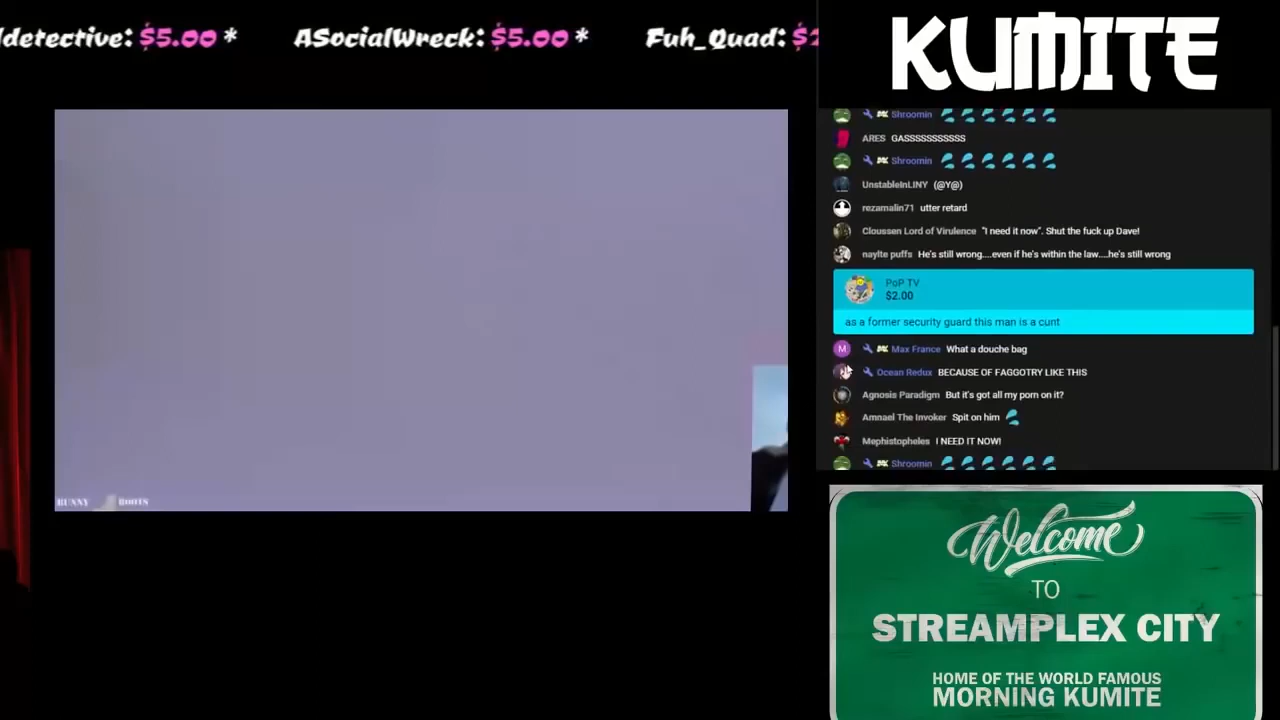 ldetective: $5.00 * ASocialWreck: $5.00 * Fuh_Quad: $
KUMITE
Shroomin
ARES GASSSSSSSSSSS
Shroomin
UnstableInLINY (@Y@)
rezamalin71 utter retard
Cloussen Lord of Virulence "I need it now". Shut the fuck up Dave!
naylte puffs He's still wrong....even if he's within the law....he's still wrong
PoP TV
$2.00
as a former security guard this man is a cunt
Max France What a douche bag
Ocean Redux BECAUSE OF FAGGOTRY LIKE THIS
Agnosis Paradigm But it's got all my porn on it?
Amnael The Invoker Spit on him
Mephistopheles I NEED IT NOW!
Shroomin
BUNNY BOOTS
Welcome
TO
STREAMPLEX CITY
HOME OF THE WORLD FAMOUS
MORNING KUMITE